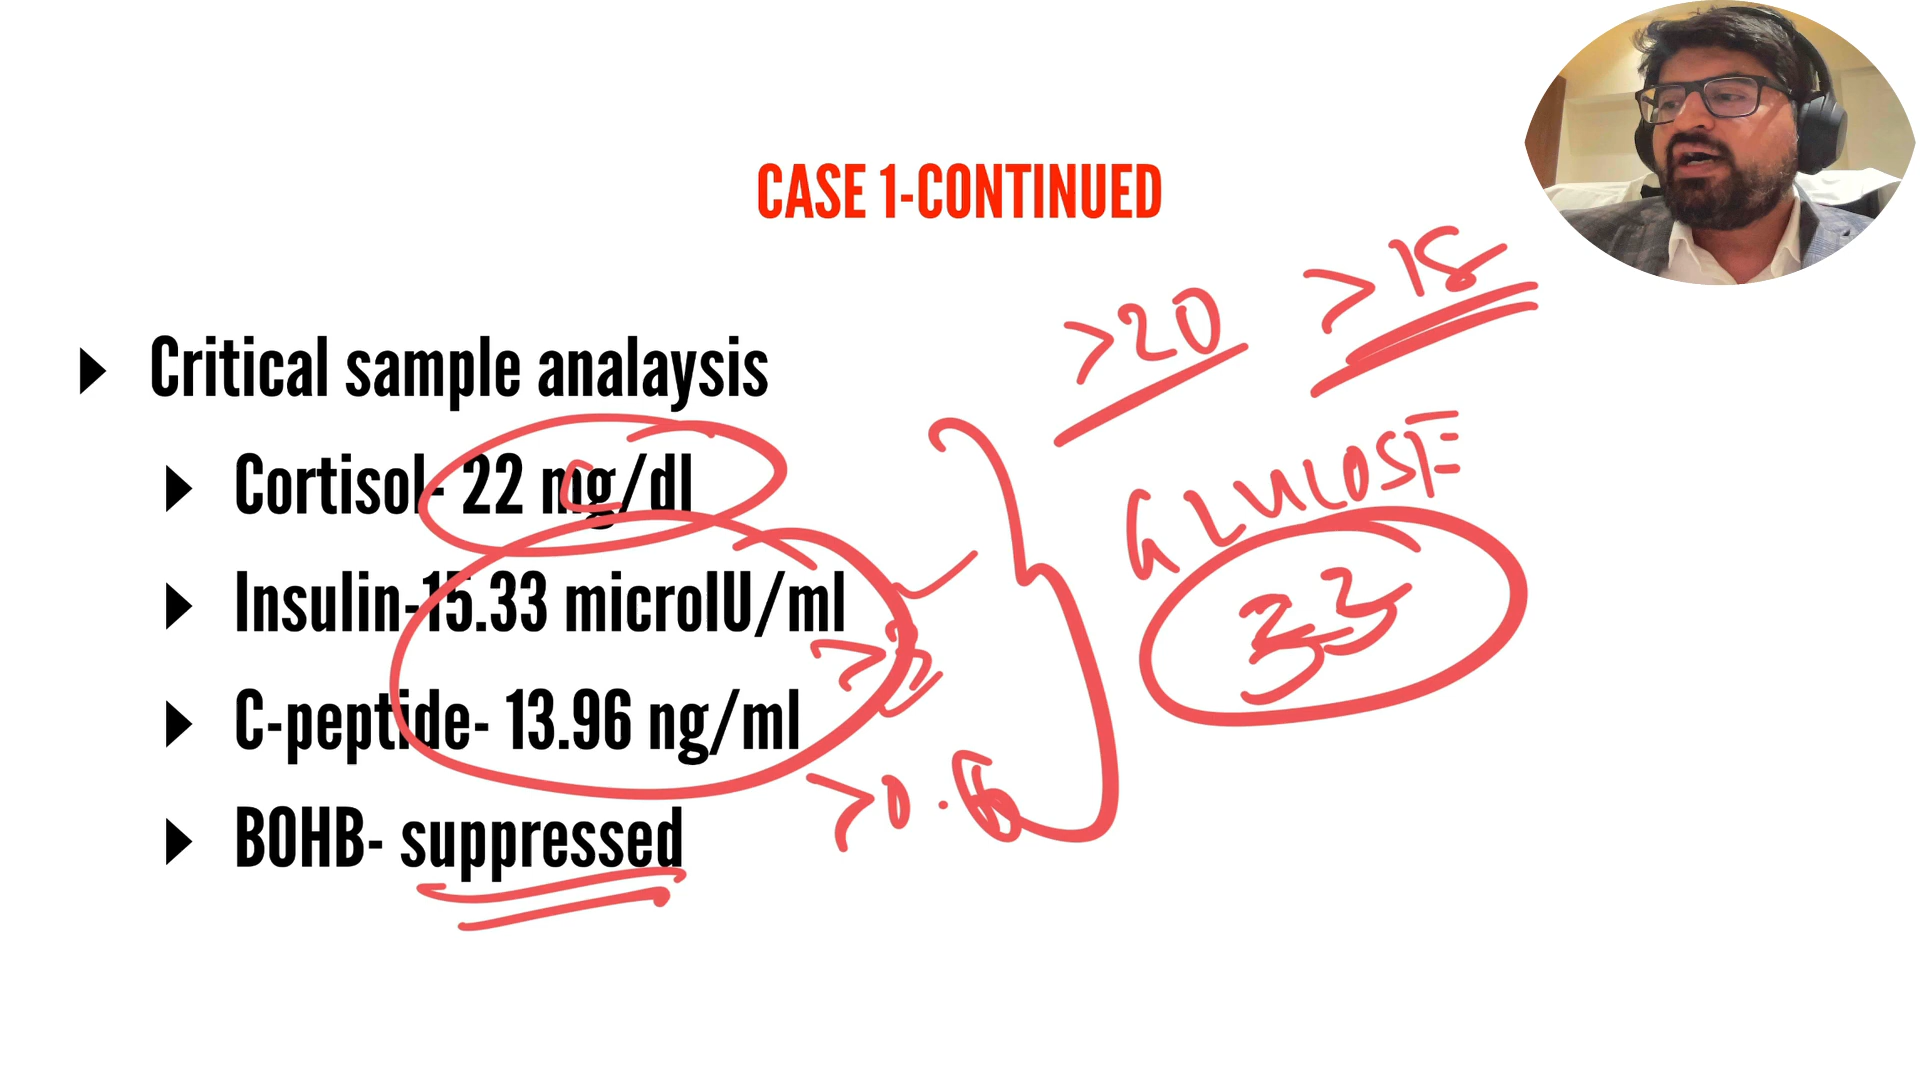 CASE 1-CONTINUED
>20 >18
▶ Critical sample analaysis
GLUCOSE
▶ Cortisol- 22 mg/dl
▶ Insulin-15.33 microIU/ml
33
>3
▶ C-peptide- 13.96 ng/ml
>0.6
▶ BOHB- suppressed